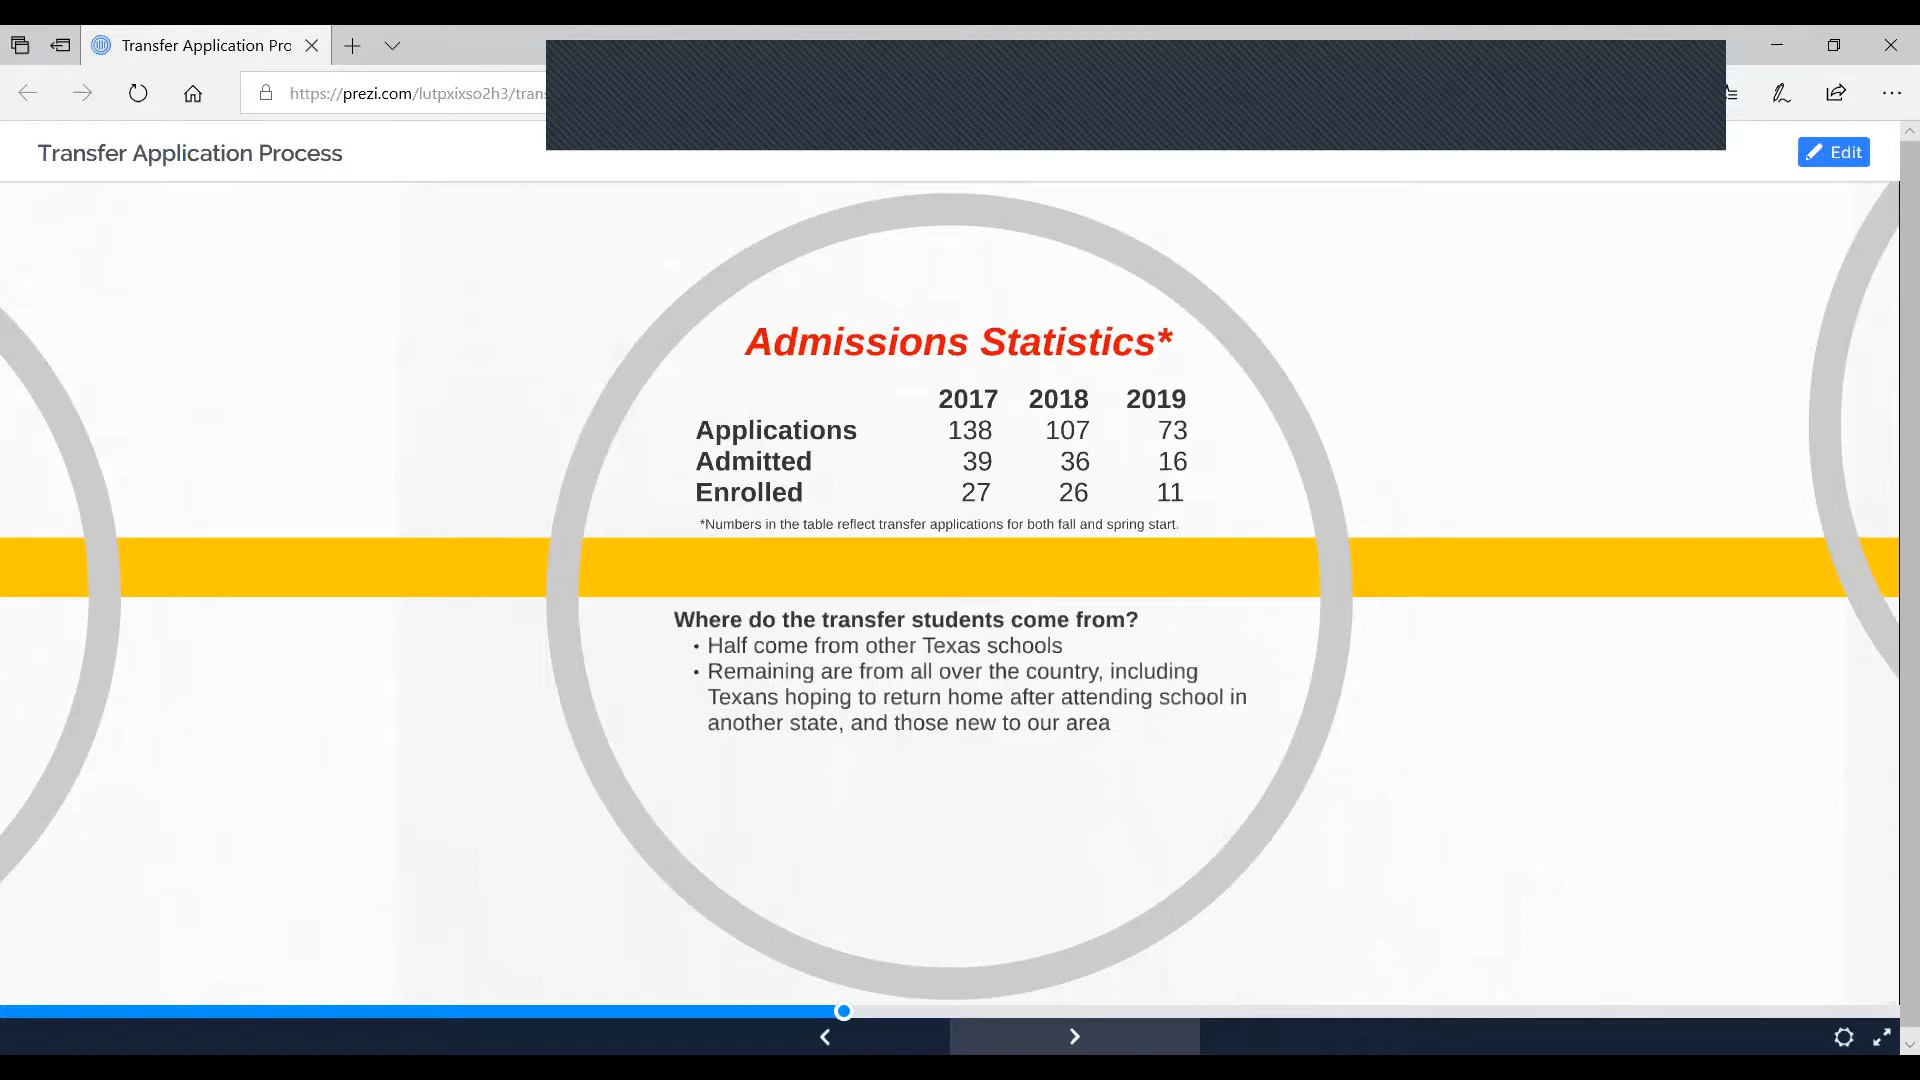 Transfer Application Pro
https://prezi.com/lutpxixso2h3/tran
Transfer Application Process
Edit
Admissions Statistics*
2017 2018 2019
Applications 138 107 73
Admitted 39 36 16
Enrolled 27 26 11
*Numbers in the table reflect transfer applications for both fall and spring start.
Where do the transfer students come from?
• Half come from other Texas schools
• Remaining are from all over the country, including
Texans hoping to return home after attending school in
another state, and those new to our area